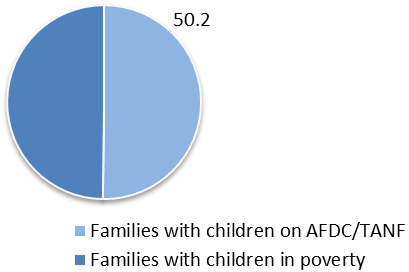 50.2
Families with children on AFDC/TANF
Families with children in poverty